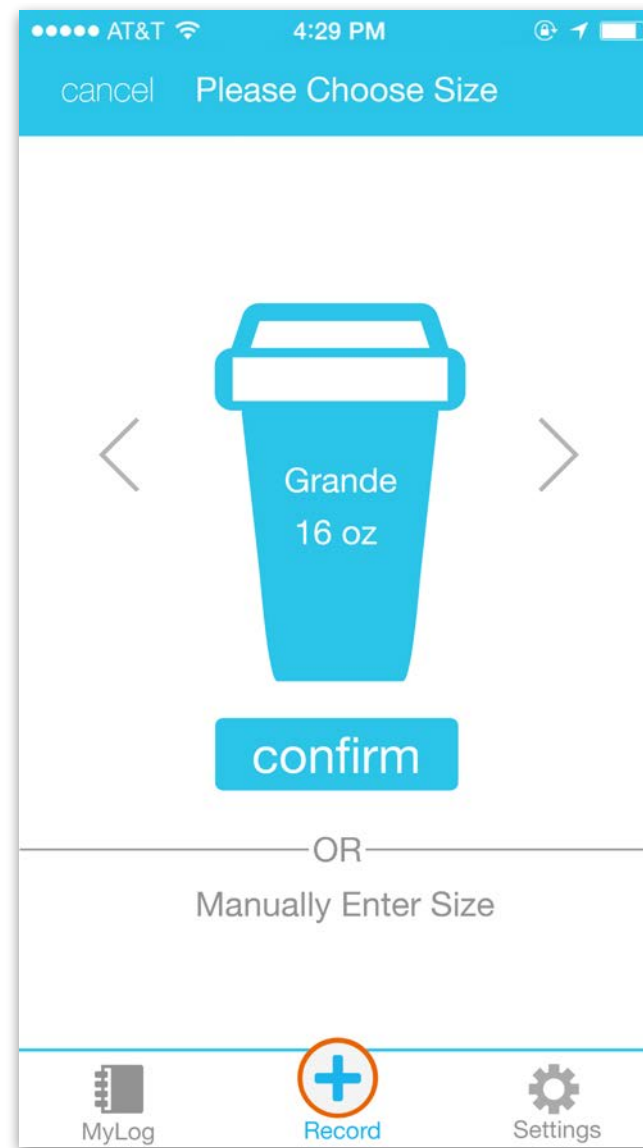 AT&T 4:29 PM
cancel Please Choose Size
Grande
16 oz
confirm
OR
Manually Enter Size
MyLog Record Settings